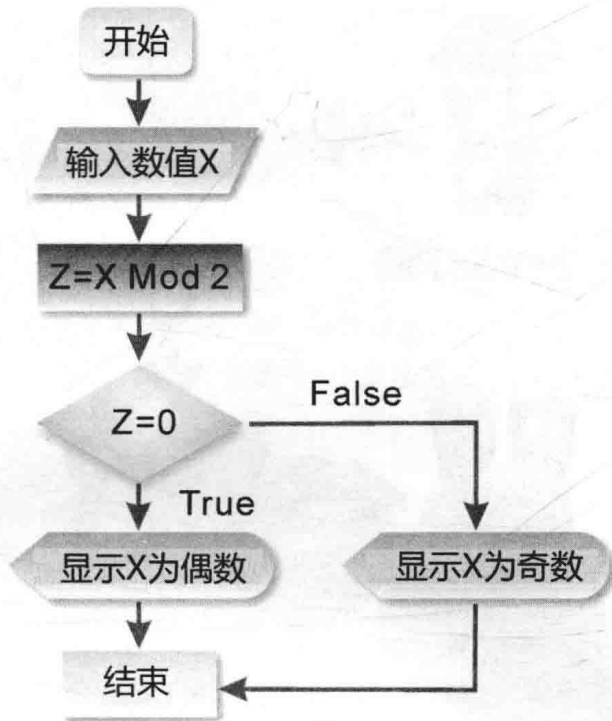 开始
输入数值X
Z=X Mod 2
Z=0
False
True
显示X为偶数
显示X为奇数
结束